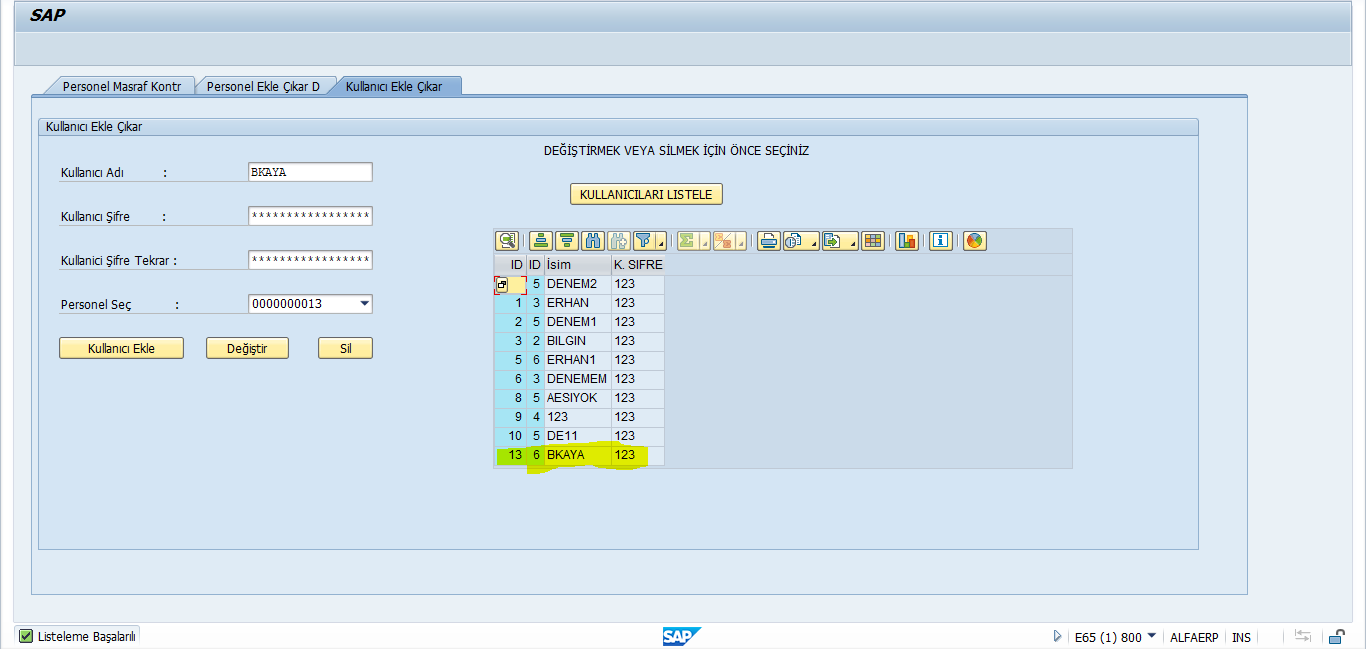 SAP
Personel Masraf Kontr
Personel Ekle Çıkar D
Kullanıcı Ekle Çıkar
Kullanıcı Ekle Çıkar
DEĞİŞTİRMEK VEYA SİLMEK İÇİN ÖNCE SEÇİNİZ
Kullanıcı Adı : BKAYA
KULLANICILARI LISTELE
Kullanıcı Şifre : *****************
Kullanici Şifre Tekrar : *****************
Personel Seç : 0000000013
Kullanıcı Ekle Değiştir Sil
ID ID İsim K. SIFRE
5 DENEM2 123
1 3 ERHAN 123
2 5 DENEM1 123
3 2 BILGIN 123
5 6 ERHAN1 123
6 3 DENEMEM 123
8 5 AESIYOK 123
9 4 123 123
10 5 DE11 123
13 6 BKAYA 123
Listeleme Başalarılı
SAP
E65 (1) 800 ALFAERP INS